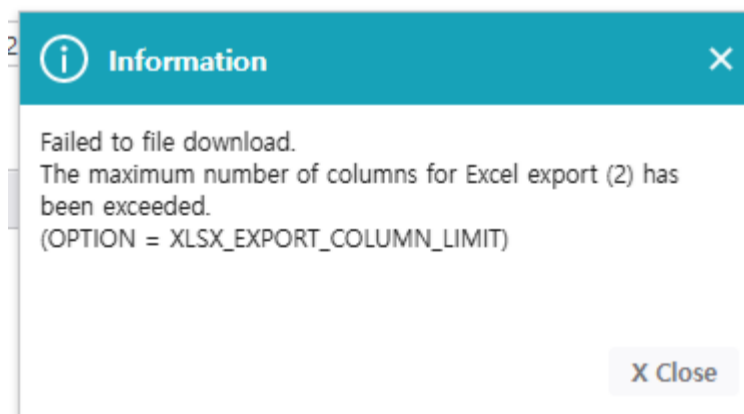 2
Information
Failed to file download.
The maximum number of columns for Excel export (2) has
been exceeded.
(OPTION = XLSX_EXPORT_COLUMN_LIMIT)
X Close